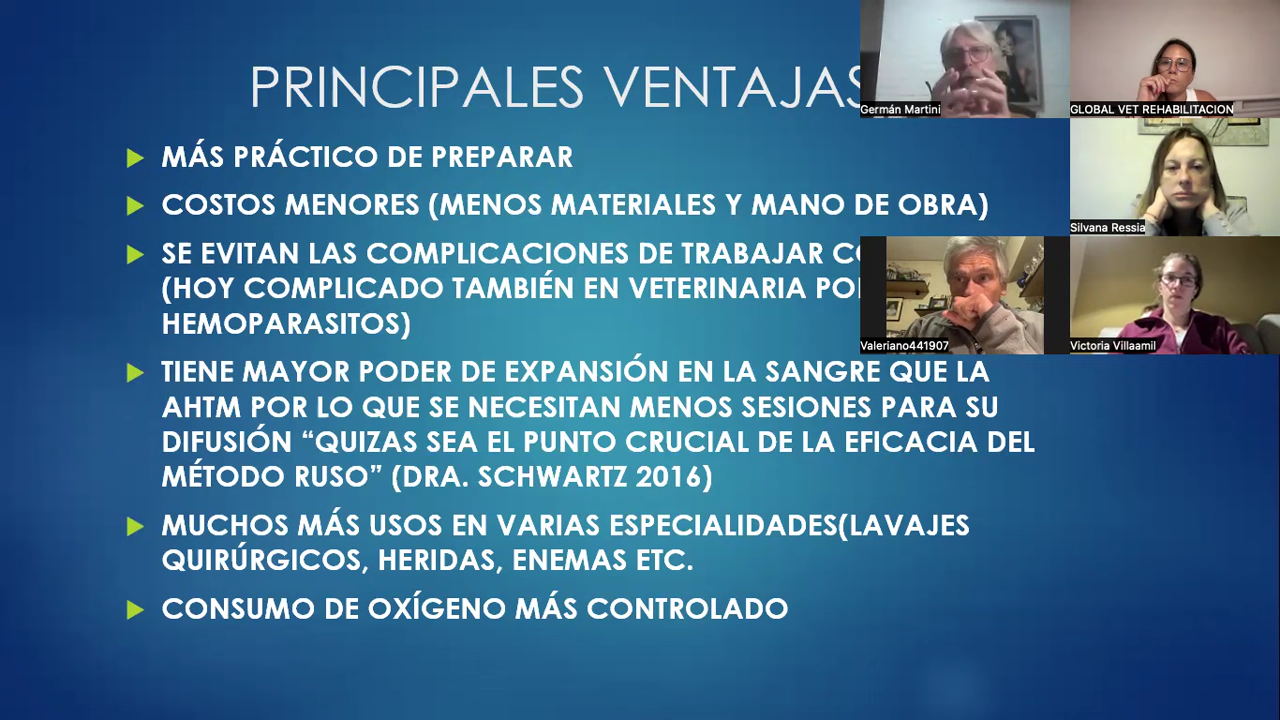 PRINCIPALES VENTAJAS
MÁS PRÁCTICO DE PREPARAR
COSTOS MENORES (MENOS MATERIALES Y MANO DE OBRA)
SE EVITAN LAS COMPLICACIONES DE TRABAJAR
(HOY COMPLICADO TAMBIÉN EN VETERINARIA
HEMOPARASITOS)
TIENE MAYOR PODER DE EXPANSIÓN EN LA SANGRE QUE LA
AHTM POR LO QUE SE NECESITAN MENOS SESIONES PARA SU
DIFUSIÓN “QUIZAS SEA EL PUNTO CRUCIAL DE LA EFICACIA DEL
MÉTODO RUSO” (DRA. SCHWARTZ 2016)
MUCHOS MÁS USOS EN VARIAS ESPECIALIDADES(LAVAJES
QUIRÚRGICOS, HERIDAS, ENEMAS ETC.
CONSUMO DE OXÍGENO MÁS CONTROLADO
Germán Martini
GLOBAL VET REHABILITACION
Silvana Ressia
Valeriano441907
Victoria Villaamil